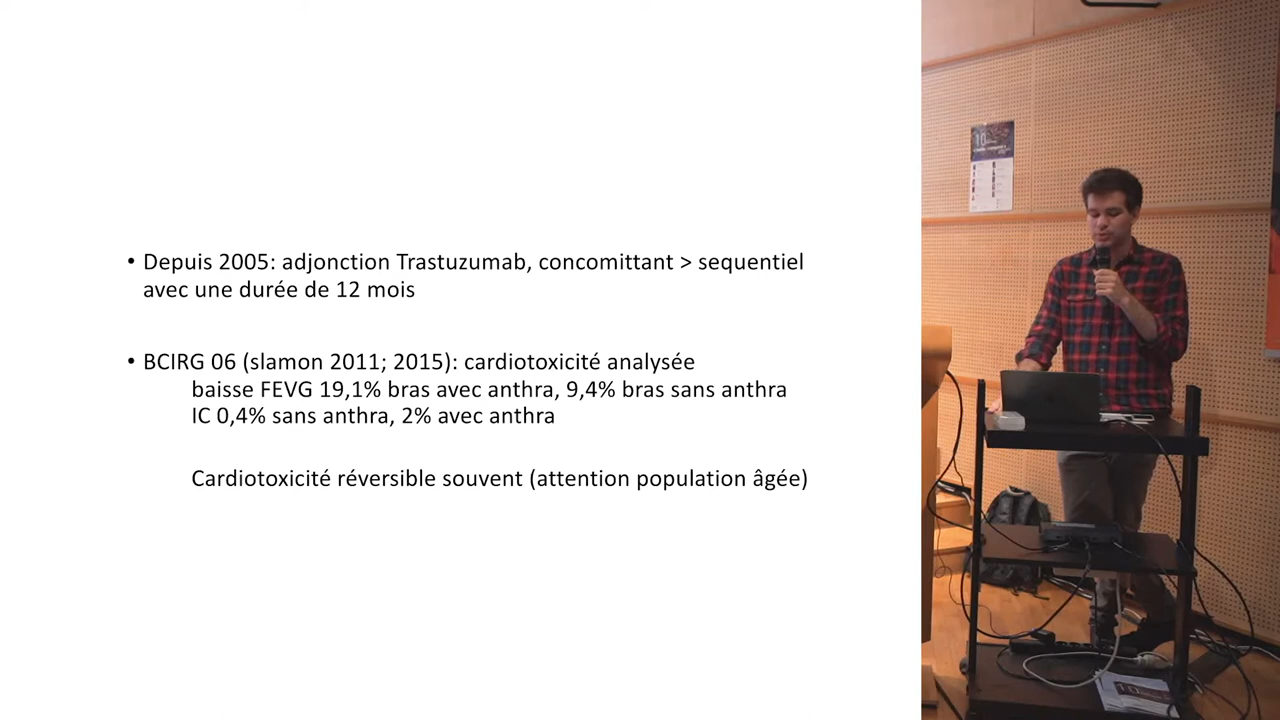 • Depuis 2005: adjonction Trastuzumab, concomittant > sequentiel
avec une durée de 12 mois
• BCIRG 06 (slamon 2011; 2015): cardiotoxicité analysée
baisse FEVG 19,1% bras avec anthra, 9,4% bras sans anthra
IC 0,4% sans anthra, 2% avec anthra
Cardiotoxicité réversible souvent (attention population âgée)
10